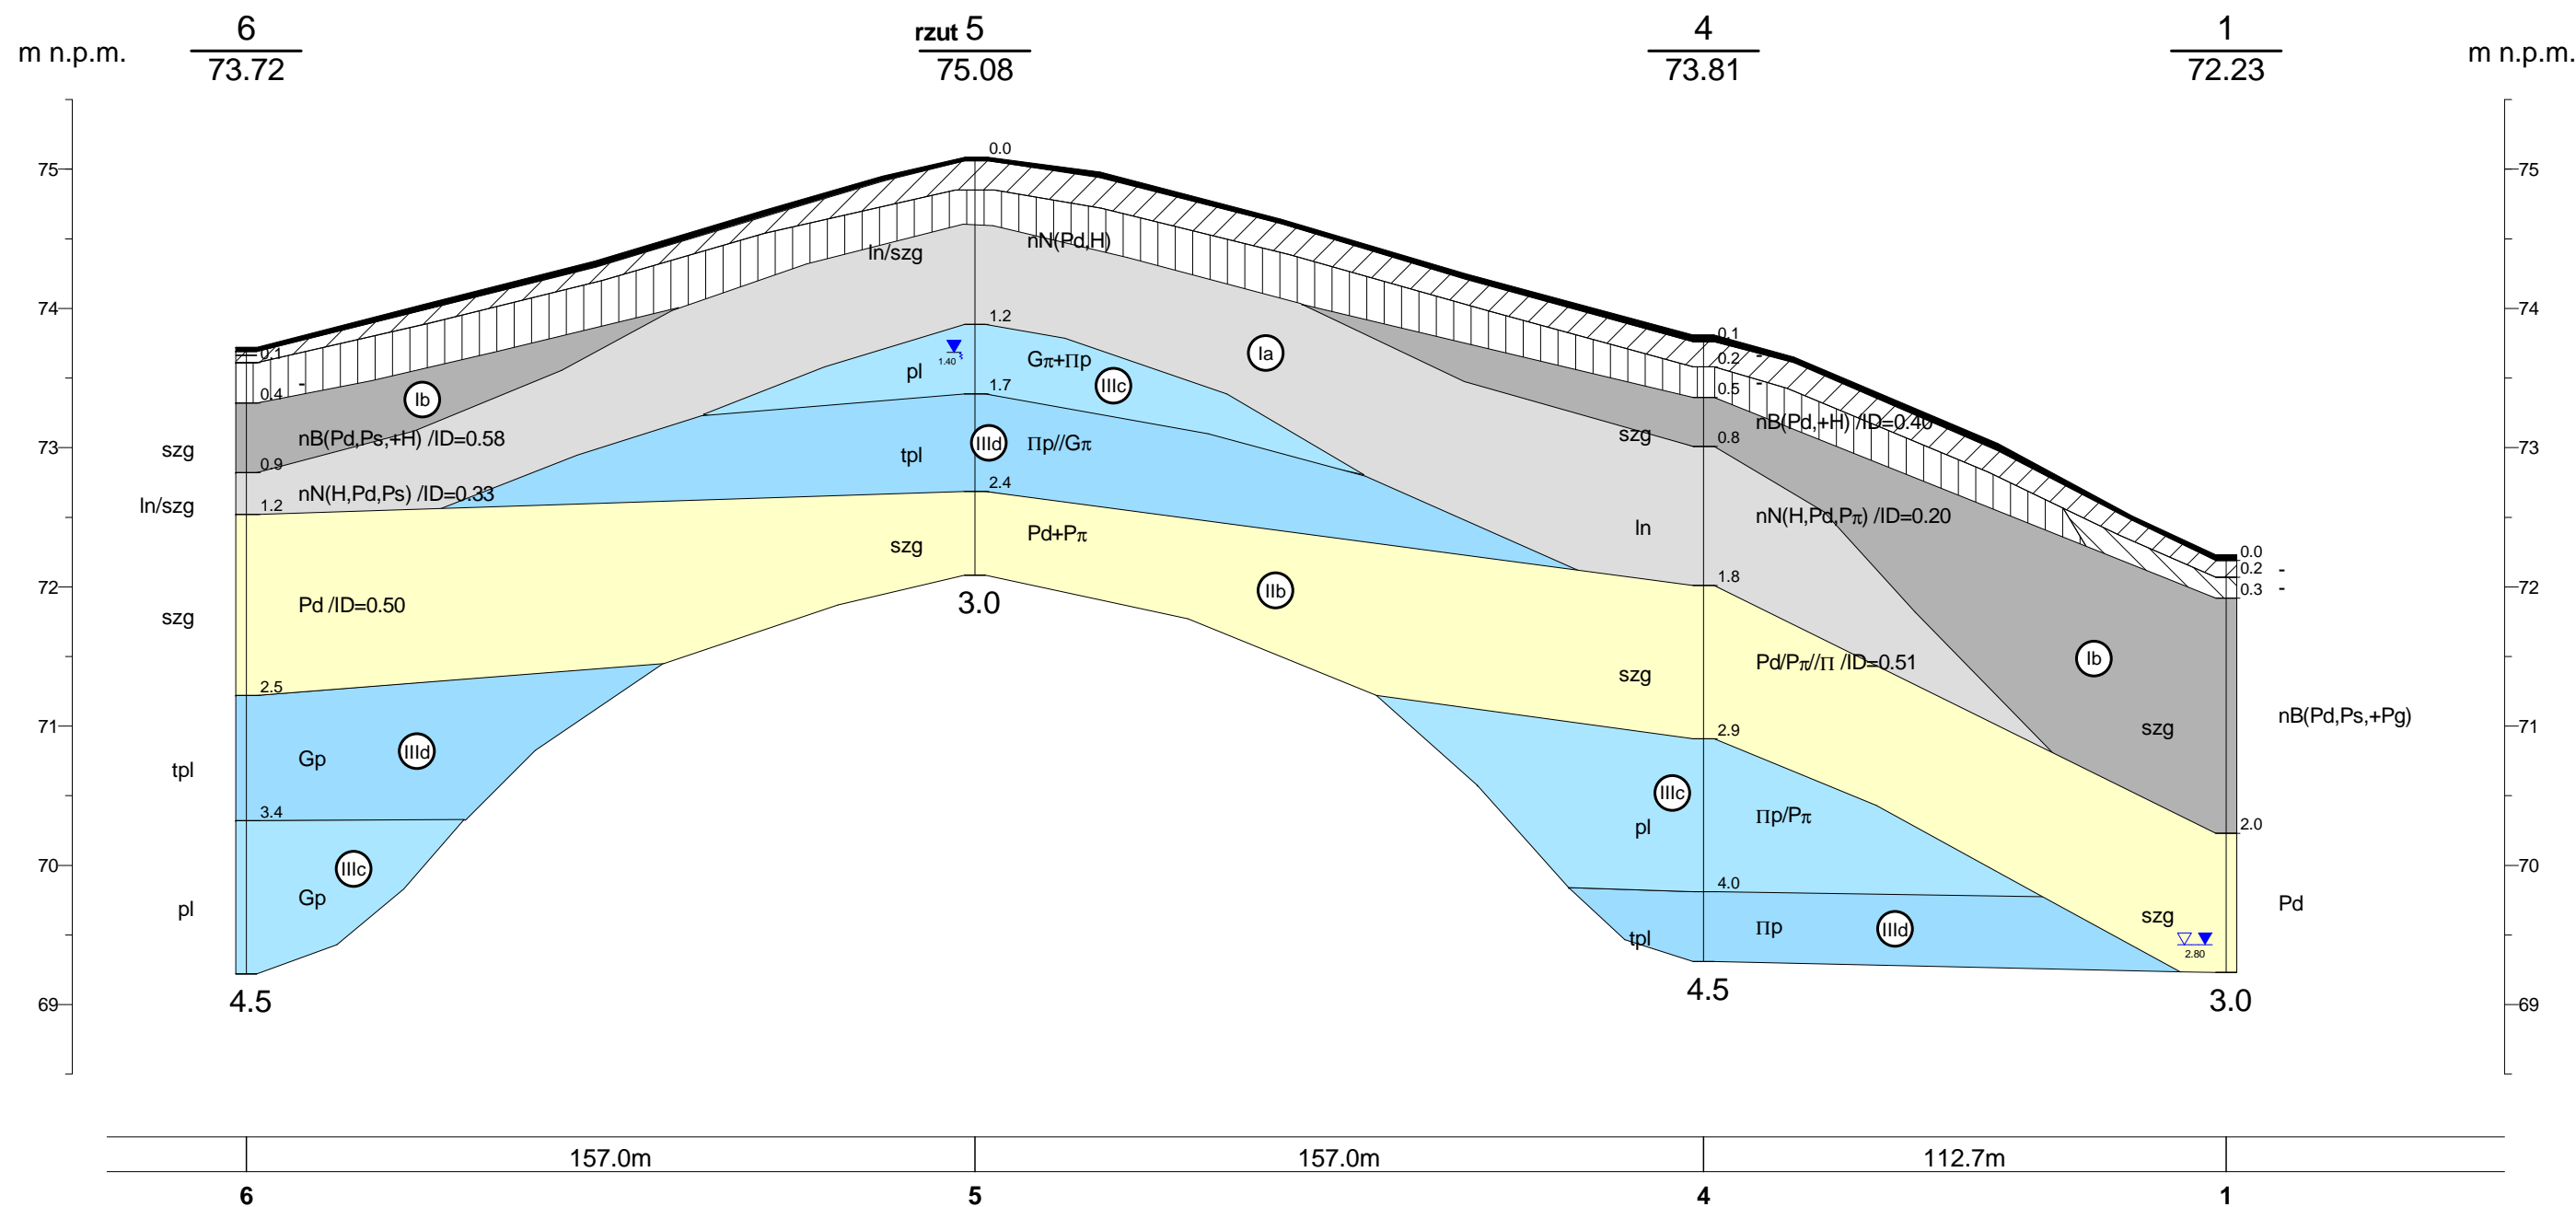 m n.p.m.
6
73.72
rzut 5
75.08
4
73.81
1
72.23
m n.p.m.
75
74
73
72
71
70
69
75
74
73
72
71
70
69
0.1
-
0.4
0.9
1.2
2.5
3.4
4.5
szg
ln/szg
szg
tpl
pl
Ib
nB(Pd,Ps,+H) /ID=0.58
nN(H,Pd,Ps) /ID=0.33
Pd /ID=0.50
Gp
IIId
Gp
IIIc
0.0
1.2
1.7
2.4
3.0
ln/szg
pl
1.40
tpl
szg
nN(Pd,H)
Gπ+Πp
IIIc
IIId
Πp//Gπ
Pd+Pπ
Ia
IIb
0.1
0.2
-
0.5
-
0.8
1.8
2.9
4.0
4.5
szg
ln
szg
pl
tpl
nB(Pd,+H) /ID=0.40
nN(H,Pd,Pπ) /ID=0.20
Pd/Pπ//Π /ID=0.51
IIIc
Πp/Pπ
Πp
IIId
0.0
0.2
-
0.3
-
2.0
3.0
Ib
szg
szg
2.80
nB(Pd,Ps,+Pg)
Pd
157.0m
157.0m
112.7m
6
5
4
1